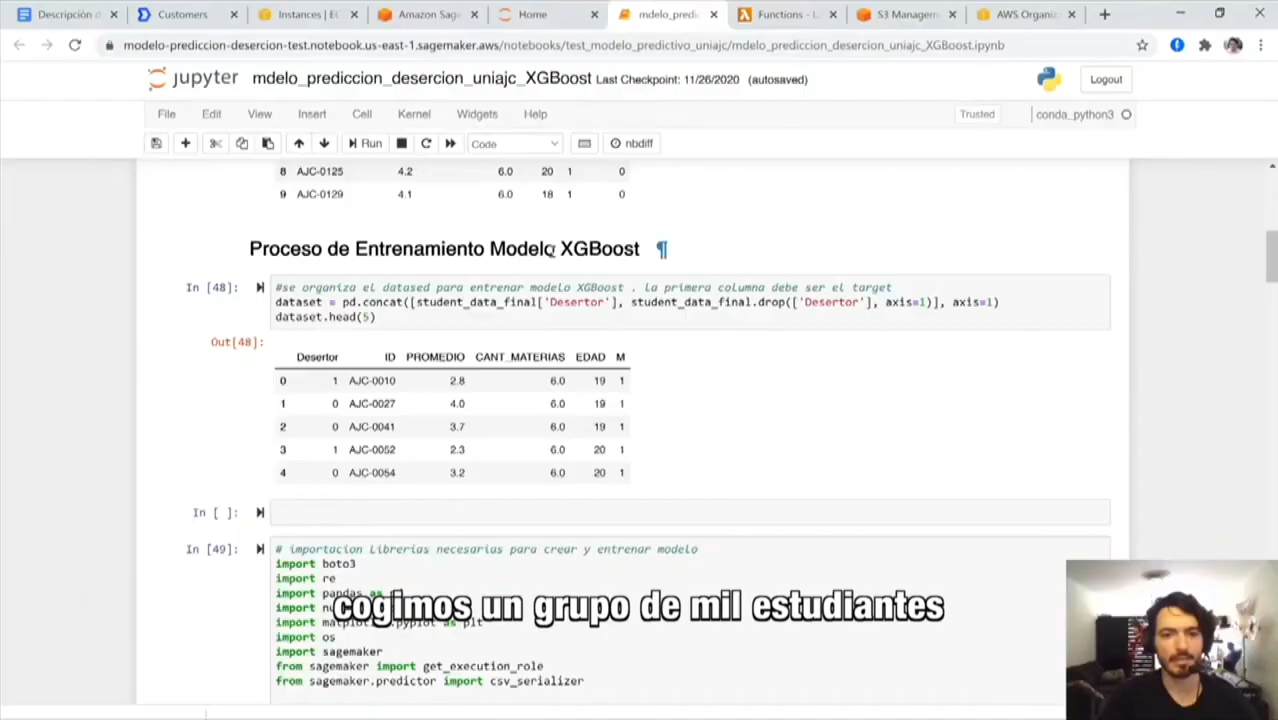 Descripción d
Customers
Instances | EC
Amazon Sage
Home
mdelo_predic
Functions - L
S3 Managem
AWS Organiz
modelo-prediccion-desercion-test.notebook.us-east-1.sagemaker.aws/notebooks/test_modelo_predictivo_uniajc/mdelo_prediccion_desercion_uniajc_XGBoost.ipynb
jupyter mdelo_prediccion_desercion_uniajc_XGBoost Last Checkpoint: 11/26/2020 (autosaved)
Logout
File Edit View Insert Cell Kernel Widgets Help
Trusted
conda_python3
Run
Code
nbdiff
8 AJC-0125 4.2 6.0 20 1 0
9 AJC-0129 4.1 6.0 18 1 0
Proceso de Entrenamiento Modelo XGBoost ¶
In [48]:
#se organiza el datased para entrenar modelo XGBoost . la primera columna debe ser el target
dataset = pd.concat([student_data_final['Desertor'], student_data_final.drop(['Desertor'], axis=1)], axis=1)
dataset.head(5)
Out[48]:
Desertor ID PROMEDIO CANT_MATERIAS EDAD M
0 1 AJC-0010 2.8 6.0 19 1
1 0 AJC-0027 4.0 6.0 19 1
2 0 AJC-0041 3.7 6.0 19 1
3 1 AJC-0052 2.3 6.0 20 1
4 0 AJC-0054 3.2 6.0 20 1
In [ ]:
In [49]:
# importacion Librerias necesarias para crear y entrenar modelo
import boto3
import re
import pandas as
cogimos un grupo de mil estudiantes
import
import plt
import os
import sagemaker
from sagemaker import get_execution_role
from sagemaker.predictor import csv_serializer